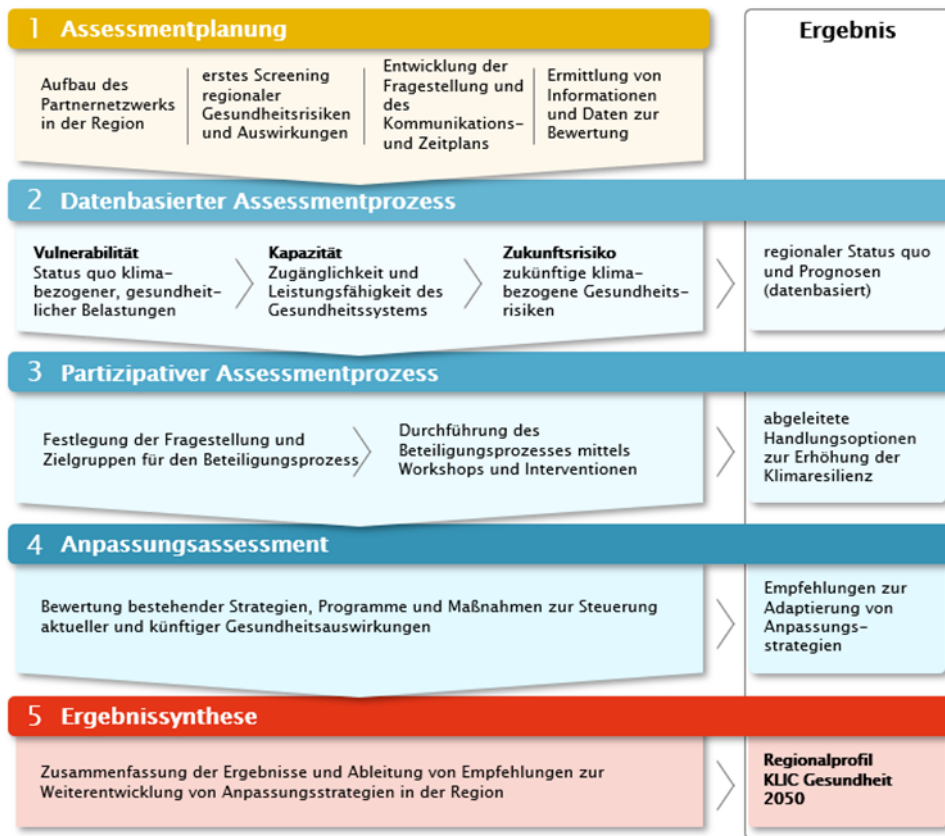 1 Assessmentplanung
Ergebnis
Aufbau des
Partnernetzwerks
in der Region
erstes Screening
regionaler
Gesundheitsrisiken
und Auswirkungen
Entwicklung der
Fragestellung und
des
Kommunikations-
und Zeitplans
Ermittlung von
Informationen
und Daten zur
Bewertung
2 Datenbasierter Assessmentprozess
Vulnerabilität
Status quo klima-
bezogener, gesundheit-
licher Belastungen
Kapazität
Zugänglichkeit und
Leistungsfähigkeit des
Gesundheitssystems
Zukunftsrisiko
zukünftige klima-
bezogene Gesundheits-
risiken
regionaler Status quo
und Prognosen
(datenbasiert)
3 Partizipativer Assessmentprozess
Festlegung der Fragestellung und
Zielgruppen für den Beteiligungsprozess
Durchführung des
Beteiligungsprozesses mittels
Workshops und Interventionen
abgeleitete
Handlungsoptionen
zur Erhöhung der
Klimaresilienz
4 Anpassungsassessment
Bewertung bestehender Strategien, Programme und Maßnahmen zur Steuerung
aktueller und künftiger Gesundheitsauswirkungen
Empfehlungen zur
Adaptierung von
Anpassungs-
strategien
5 Ergebnissynthese
Zusammenfassung der Ergebnisse und Ableitung von Empfehlungen zur
Weiterentwicklung von Anpassungsstrategien in der Region
Regionalprofil
KLIC Gesundheit
2050